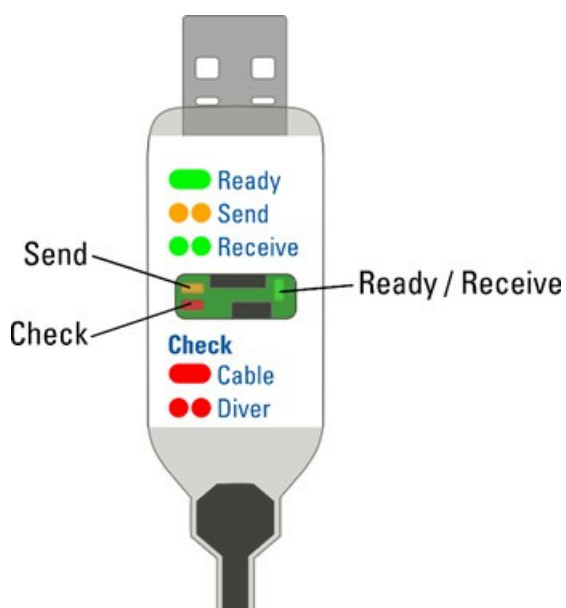 Ready
Send
Receive
Send
Ready / Receive
Check
Check
Cable
Diver